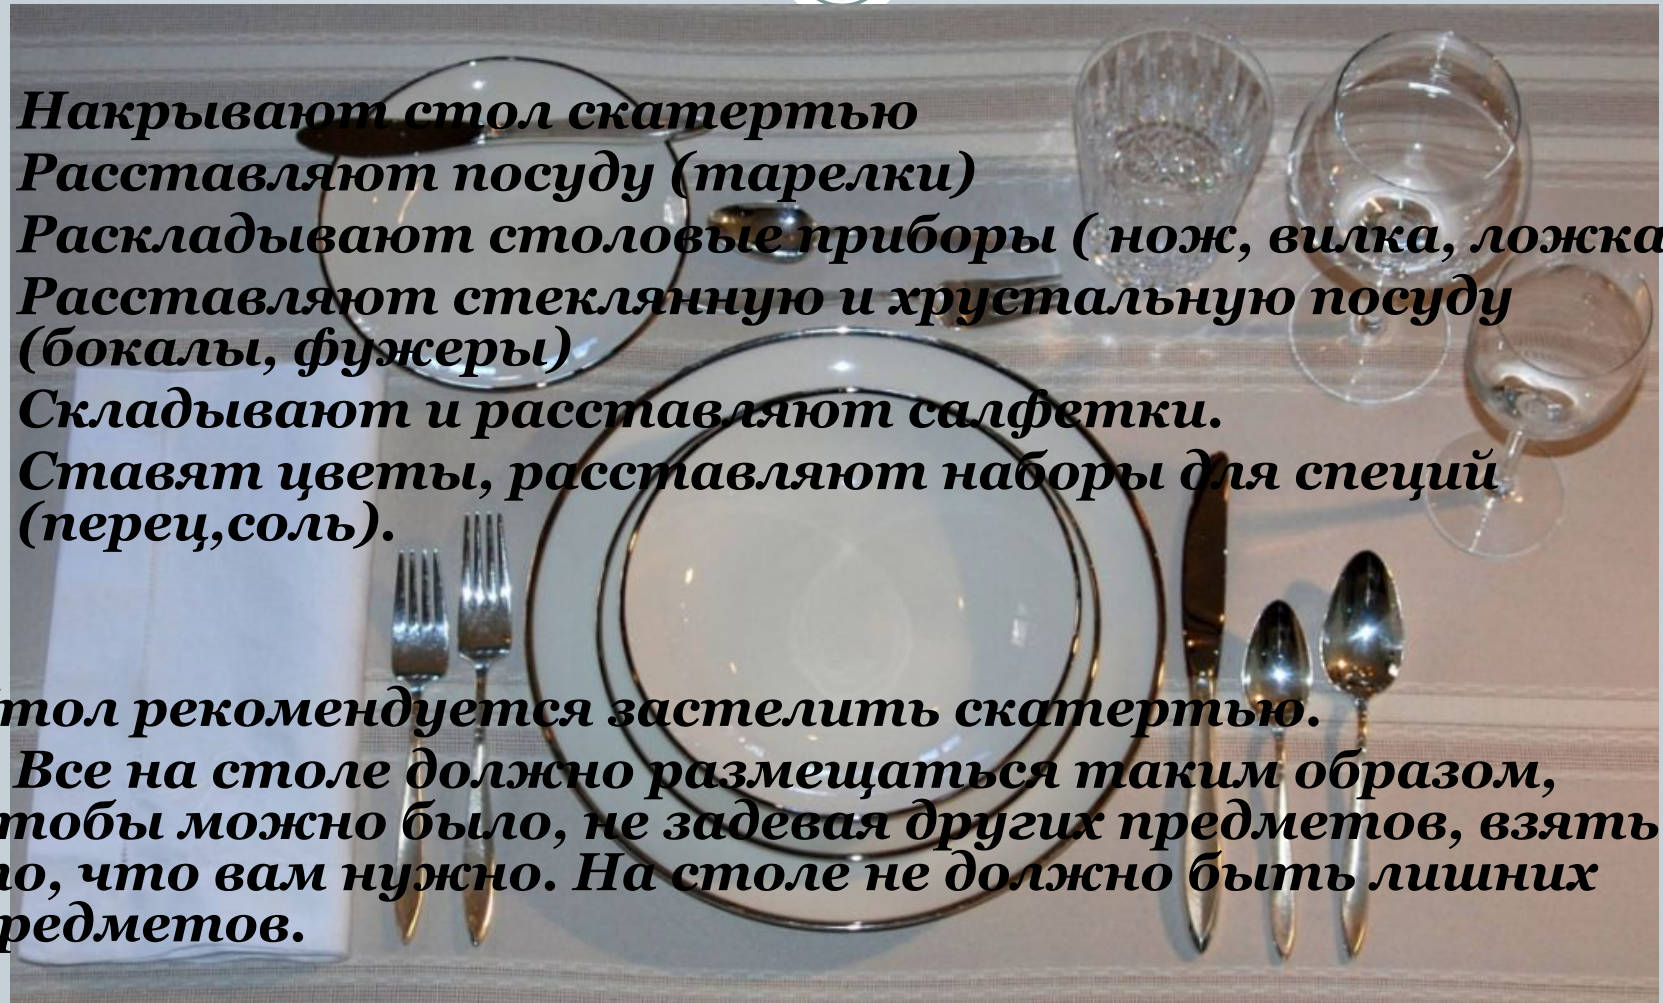 Накрывают стол скатертью
Расставляют посуду (тарелки)
Раскладывают столовые приборы ( нож, вилка, ложка
Расставляют стеклянную и хрустальную посуду
(бокалы, фужеры)
Складывают и расставляют салфетки.
Ставят цветы, расставляют наборы для специй
(перец,соль).
тол рекомендуется застелить скатертью.
Все на столе должно размещаться таким образом,
тобы можно было, не задевая других предметов, взять
то, что вам нужно. На столе не должно быть лишних
редметов.